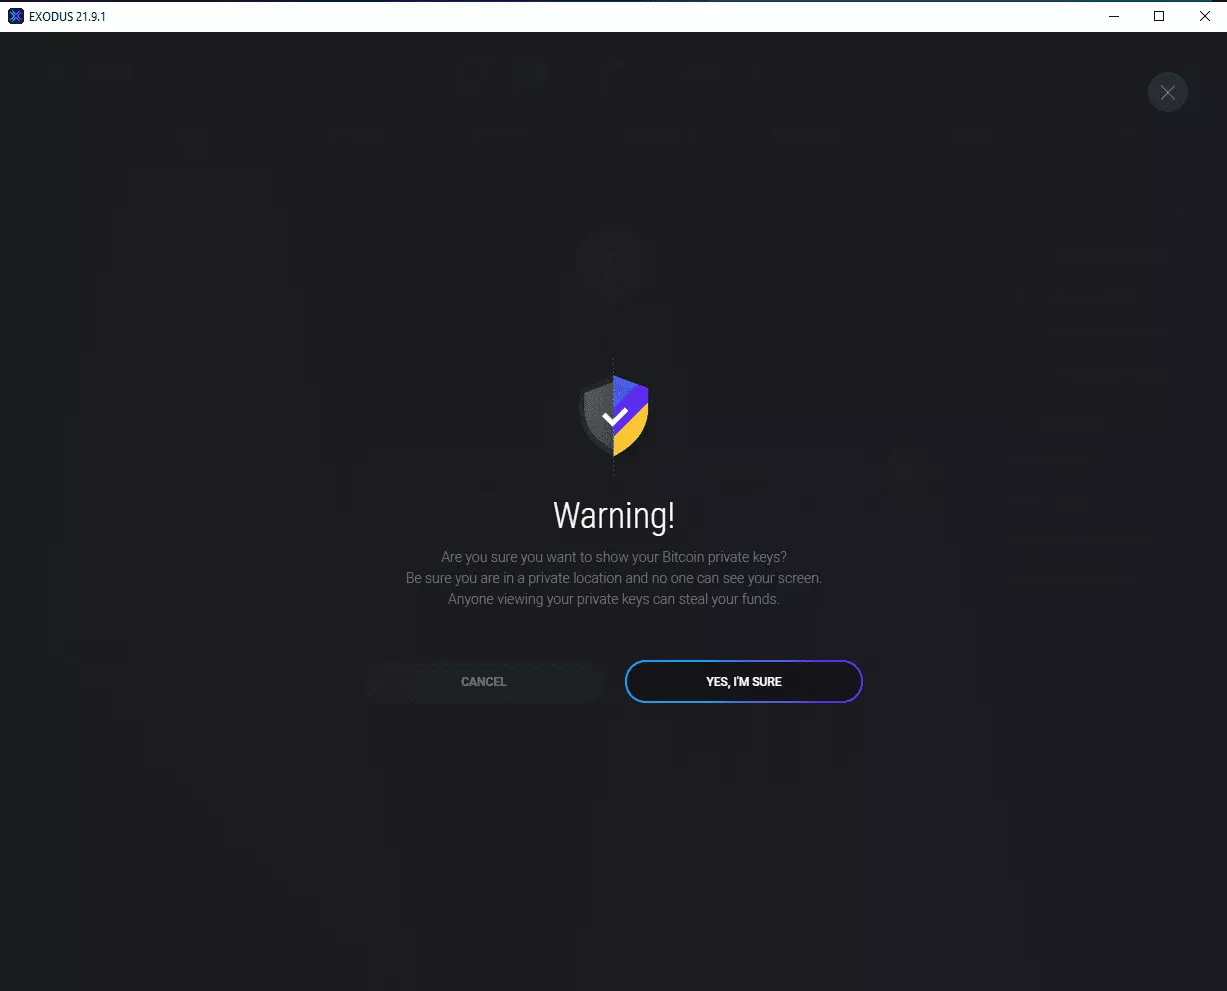 EXODUS 21.9.1
Warning!
Are you sure you want to show your Bitcoin private keys?
Be sure you are in a private location and no one can see your screen.
Anyone viewing your private keys can steal your funds.
CANCEL
YES, I'M SURE